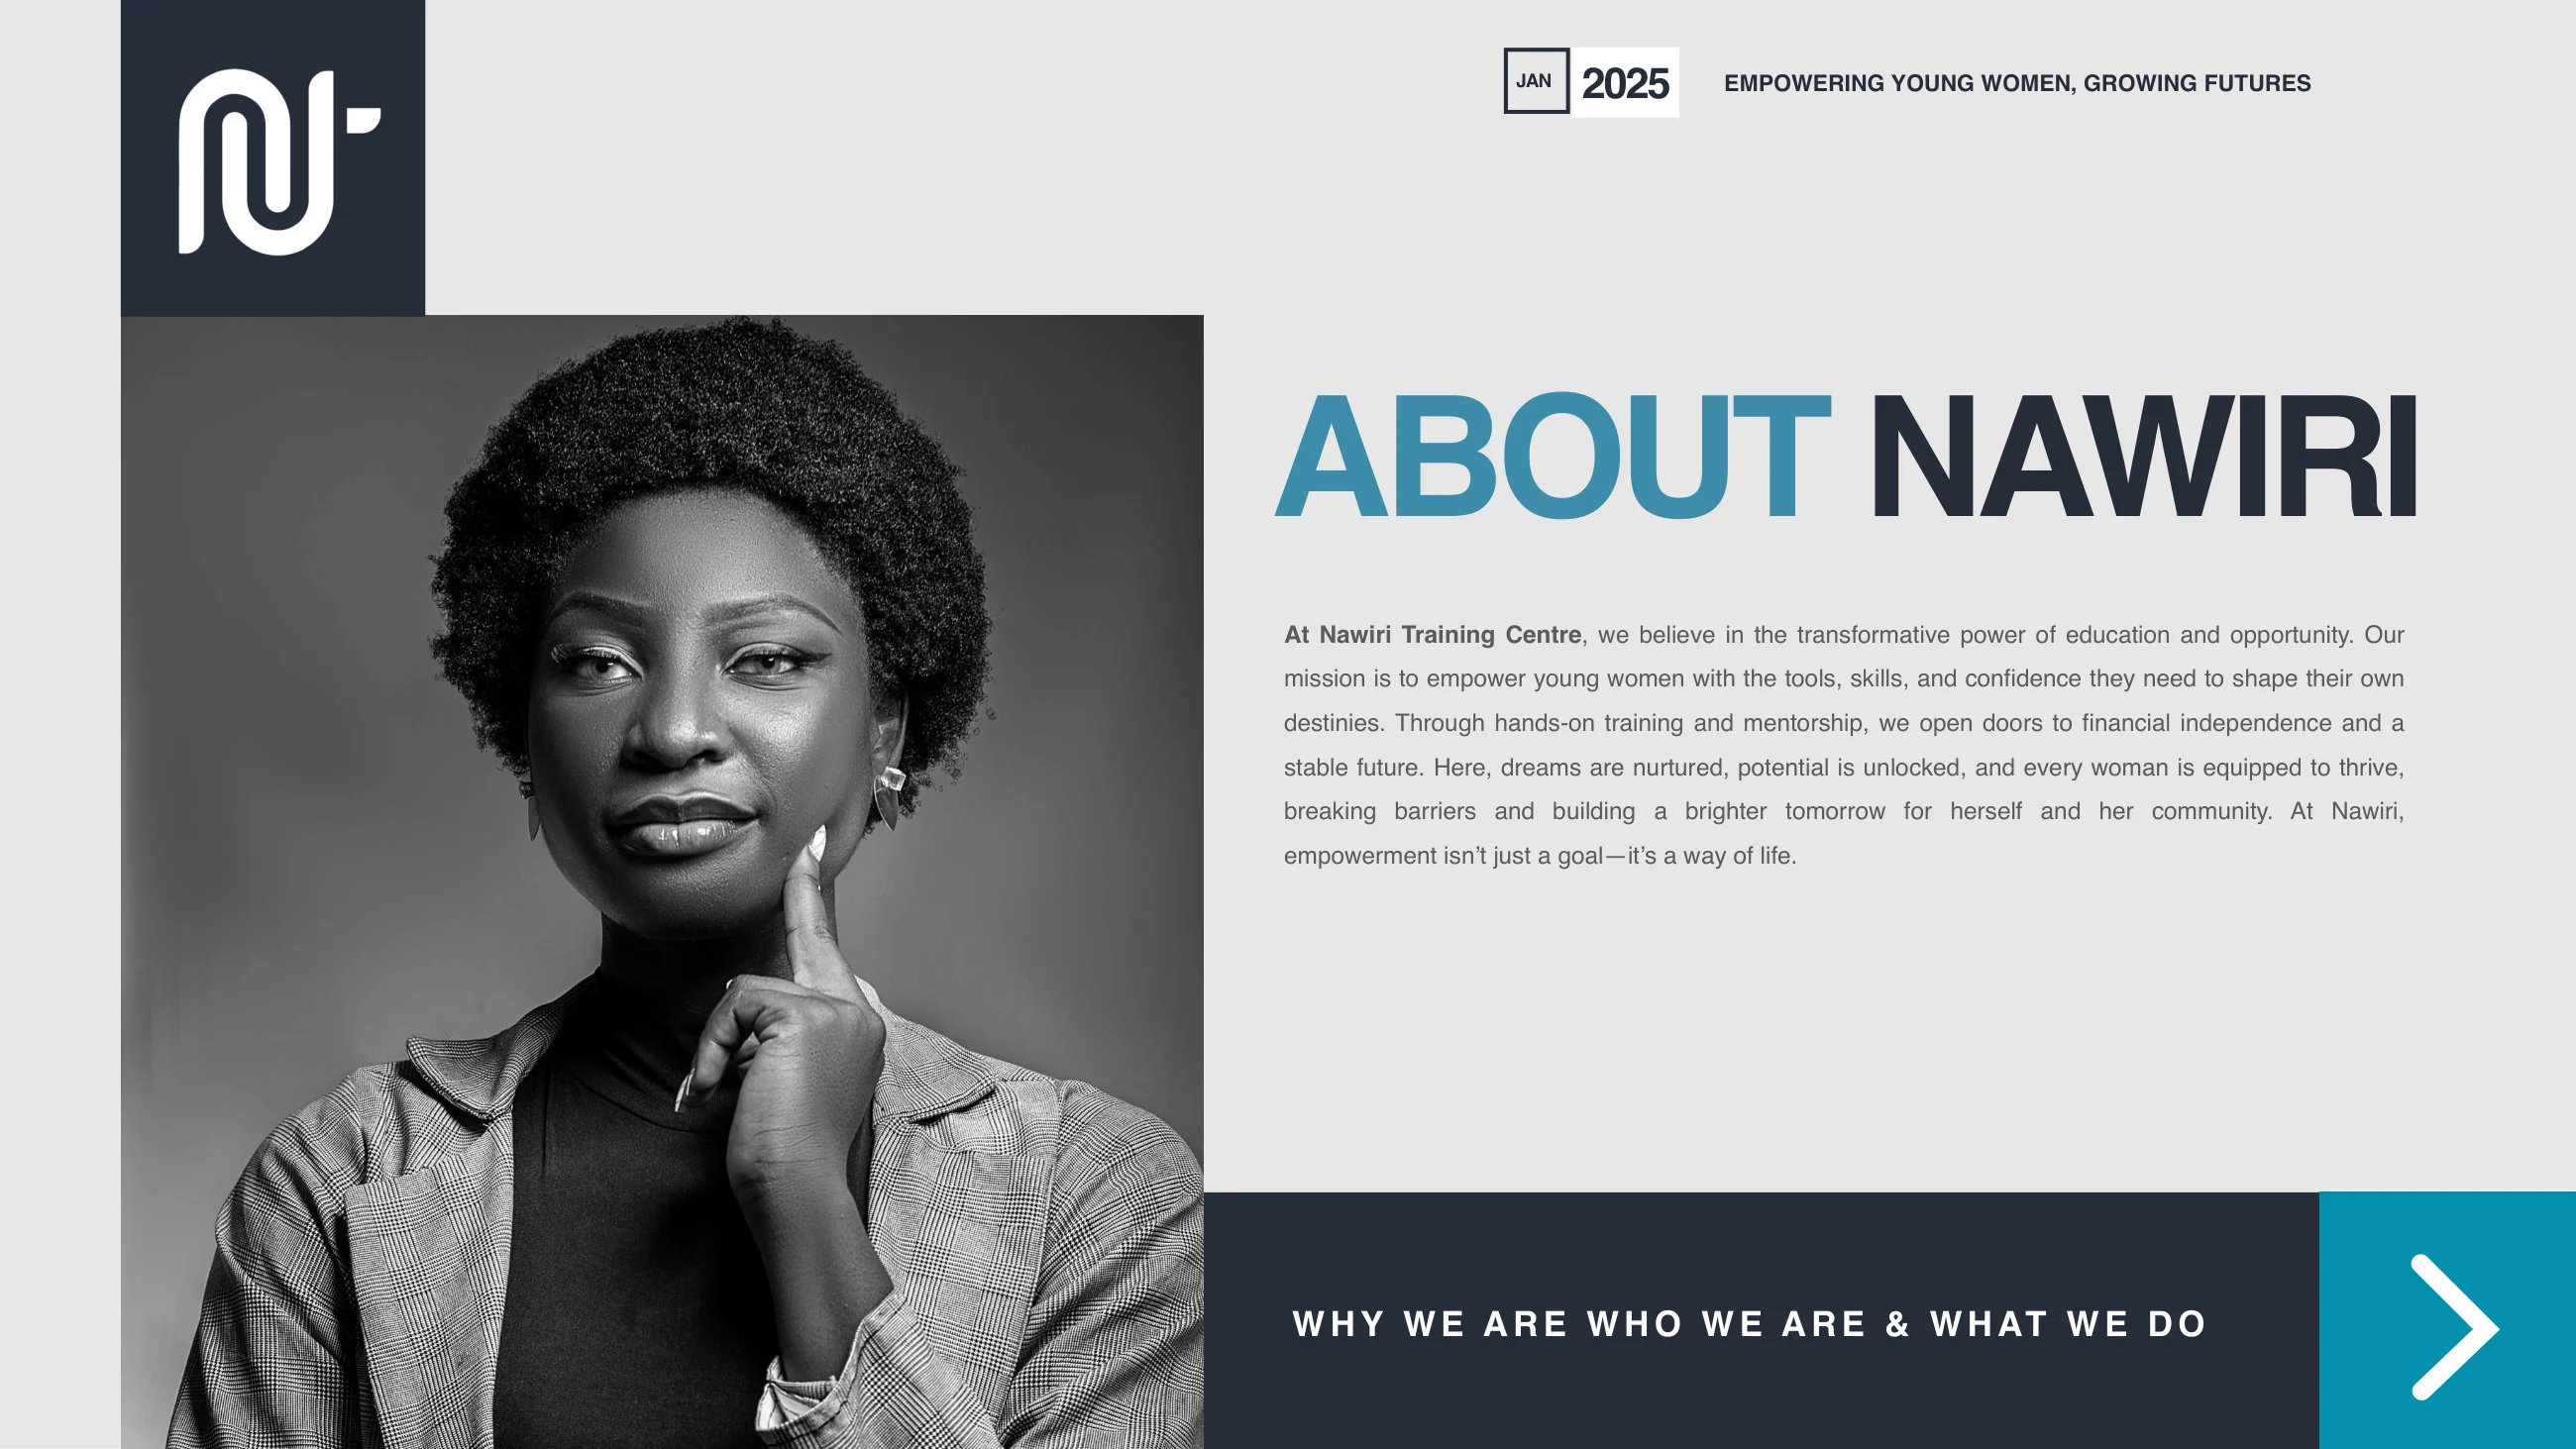 JAN 2025 EMPOWERING YOUNG WOMEN, GROWING FUTURES
ABOUT NAWIRI
At Nawiri Training Centre, we believe in the transformative power of education and opportunity. Our
mission is to empower young women with the tools, skills, and confidence they need to shape their own
destinies. Through hands-on training and mentorship, we open doors to financial independence and a
stable future. Here, dreams are nurtured, potential is unlocked, and every woman is equipped to thrive,
breaking barriers and building a brighter tomorrow for herself and her community. At Nawiri,
empowerment isn’t just a goal—it’s a way of life.
WHY WE ARE WHO WE ARE & WHAT WE DO